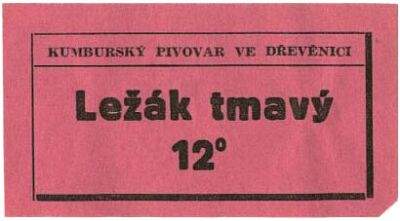 KUMBURSKÝ PIVOVAR VE DŘEVĚNICI
Ležák tmavý
12°